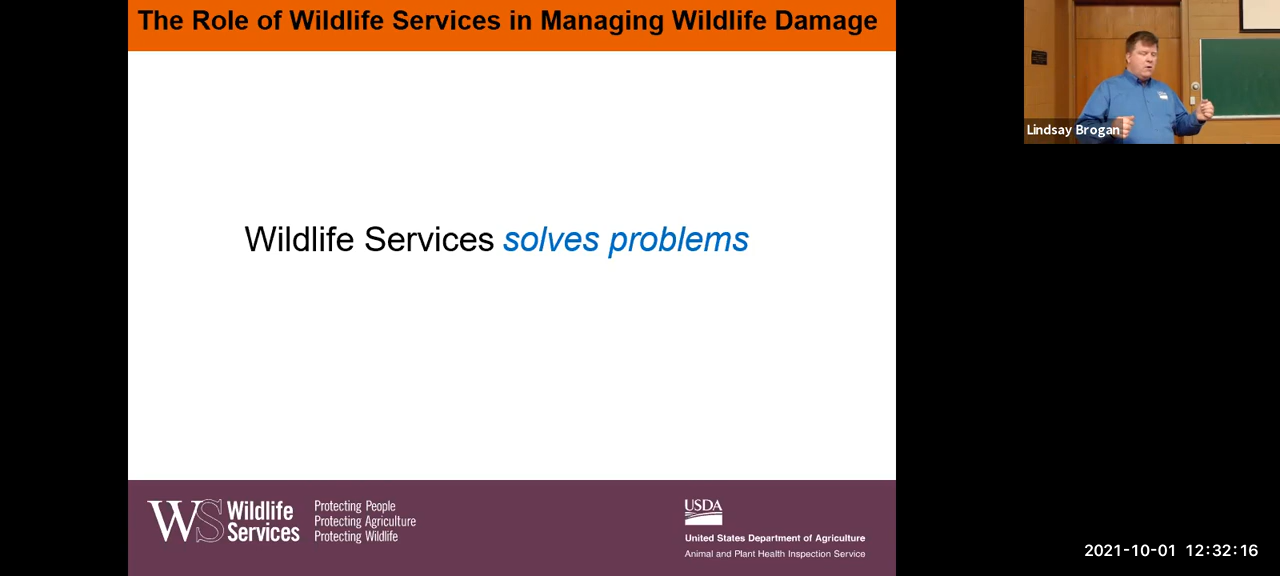 The Role of Wildlife Services in Managing Wildlife Damage
Lindsay Brogan
Wildlife Services solves problems
WS Wildlife Services
Protecting People
Protecting Agriculture
Protecting Wildlife
USDA
United States Department of Agriculture
Animal and Plant Health Inspection Service
2021-10-01 12:32:16